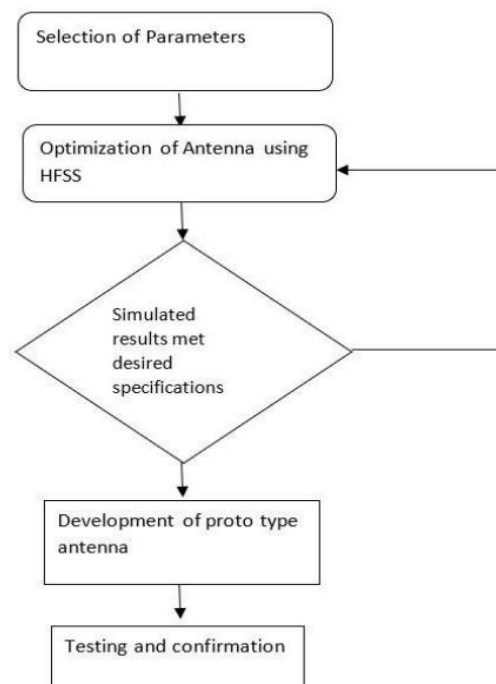 Selection of Parameters
Optimization of Antenna using
HFSS
Simulated
results met
desired
specifications
Development of proto type
antenna
Testing and confirmation